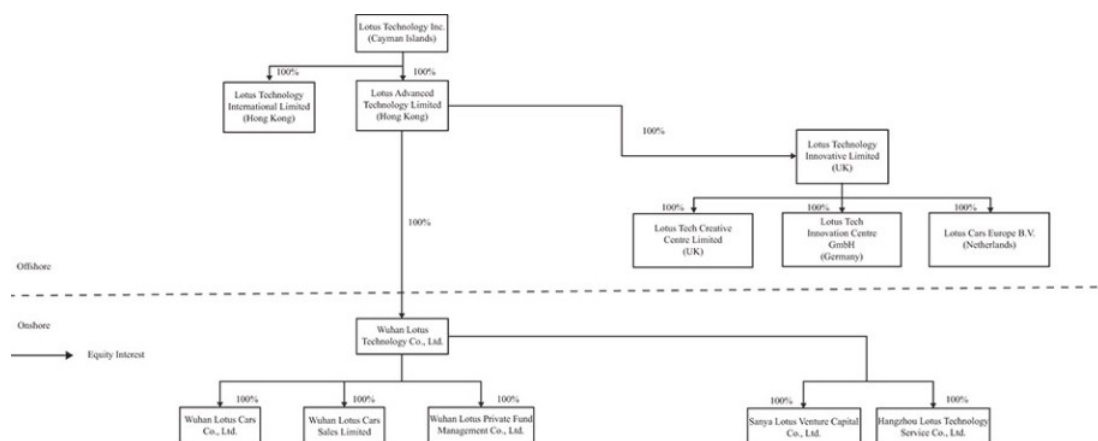 Lotus Technology Inc.
(Cayman Islands)
100%
100%
Lotus Technology
International Limited
(Hong Kong)
Lotus Advanced
Technology Limited
(Hong Kong)
100%
Lotus Technology
Innovative Limited
(UK)
100%
100%
100%
100%
Lotus Tech Creative
Centre Limited
(UK)
Lotus Tech
Innovation Centre
GmbH
(Germany)
Lotus Cars Europe B.V.
(Netherlands)
Offshore
Onshore
Equity Interest
Wuhan Lotus
Technology Co., Ltd.
100%
100%
100%
100%
100%
Wuhan Lotus Cars
Co., Ltd.
Wuhan Lotus Cars
Sales Limited
Wuhan Lotus Private Fund
Management Co., Ltd.
Sanya Lotus Venture Capital
Co., Ltd.
Hangzhou Lotus Technology
Service Co., Ltd.